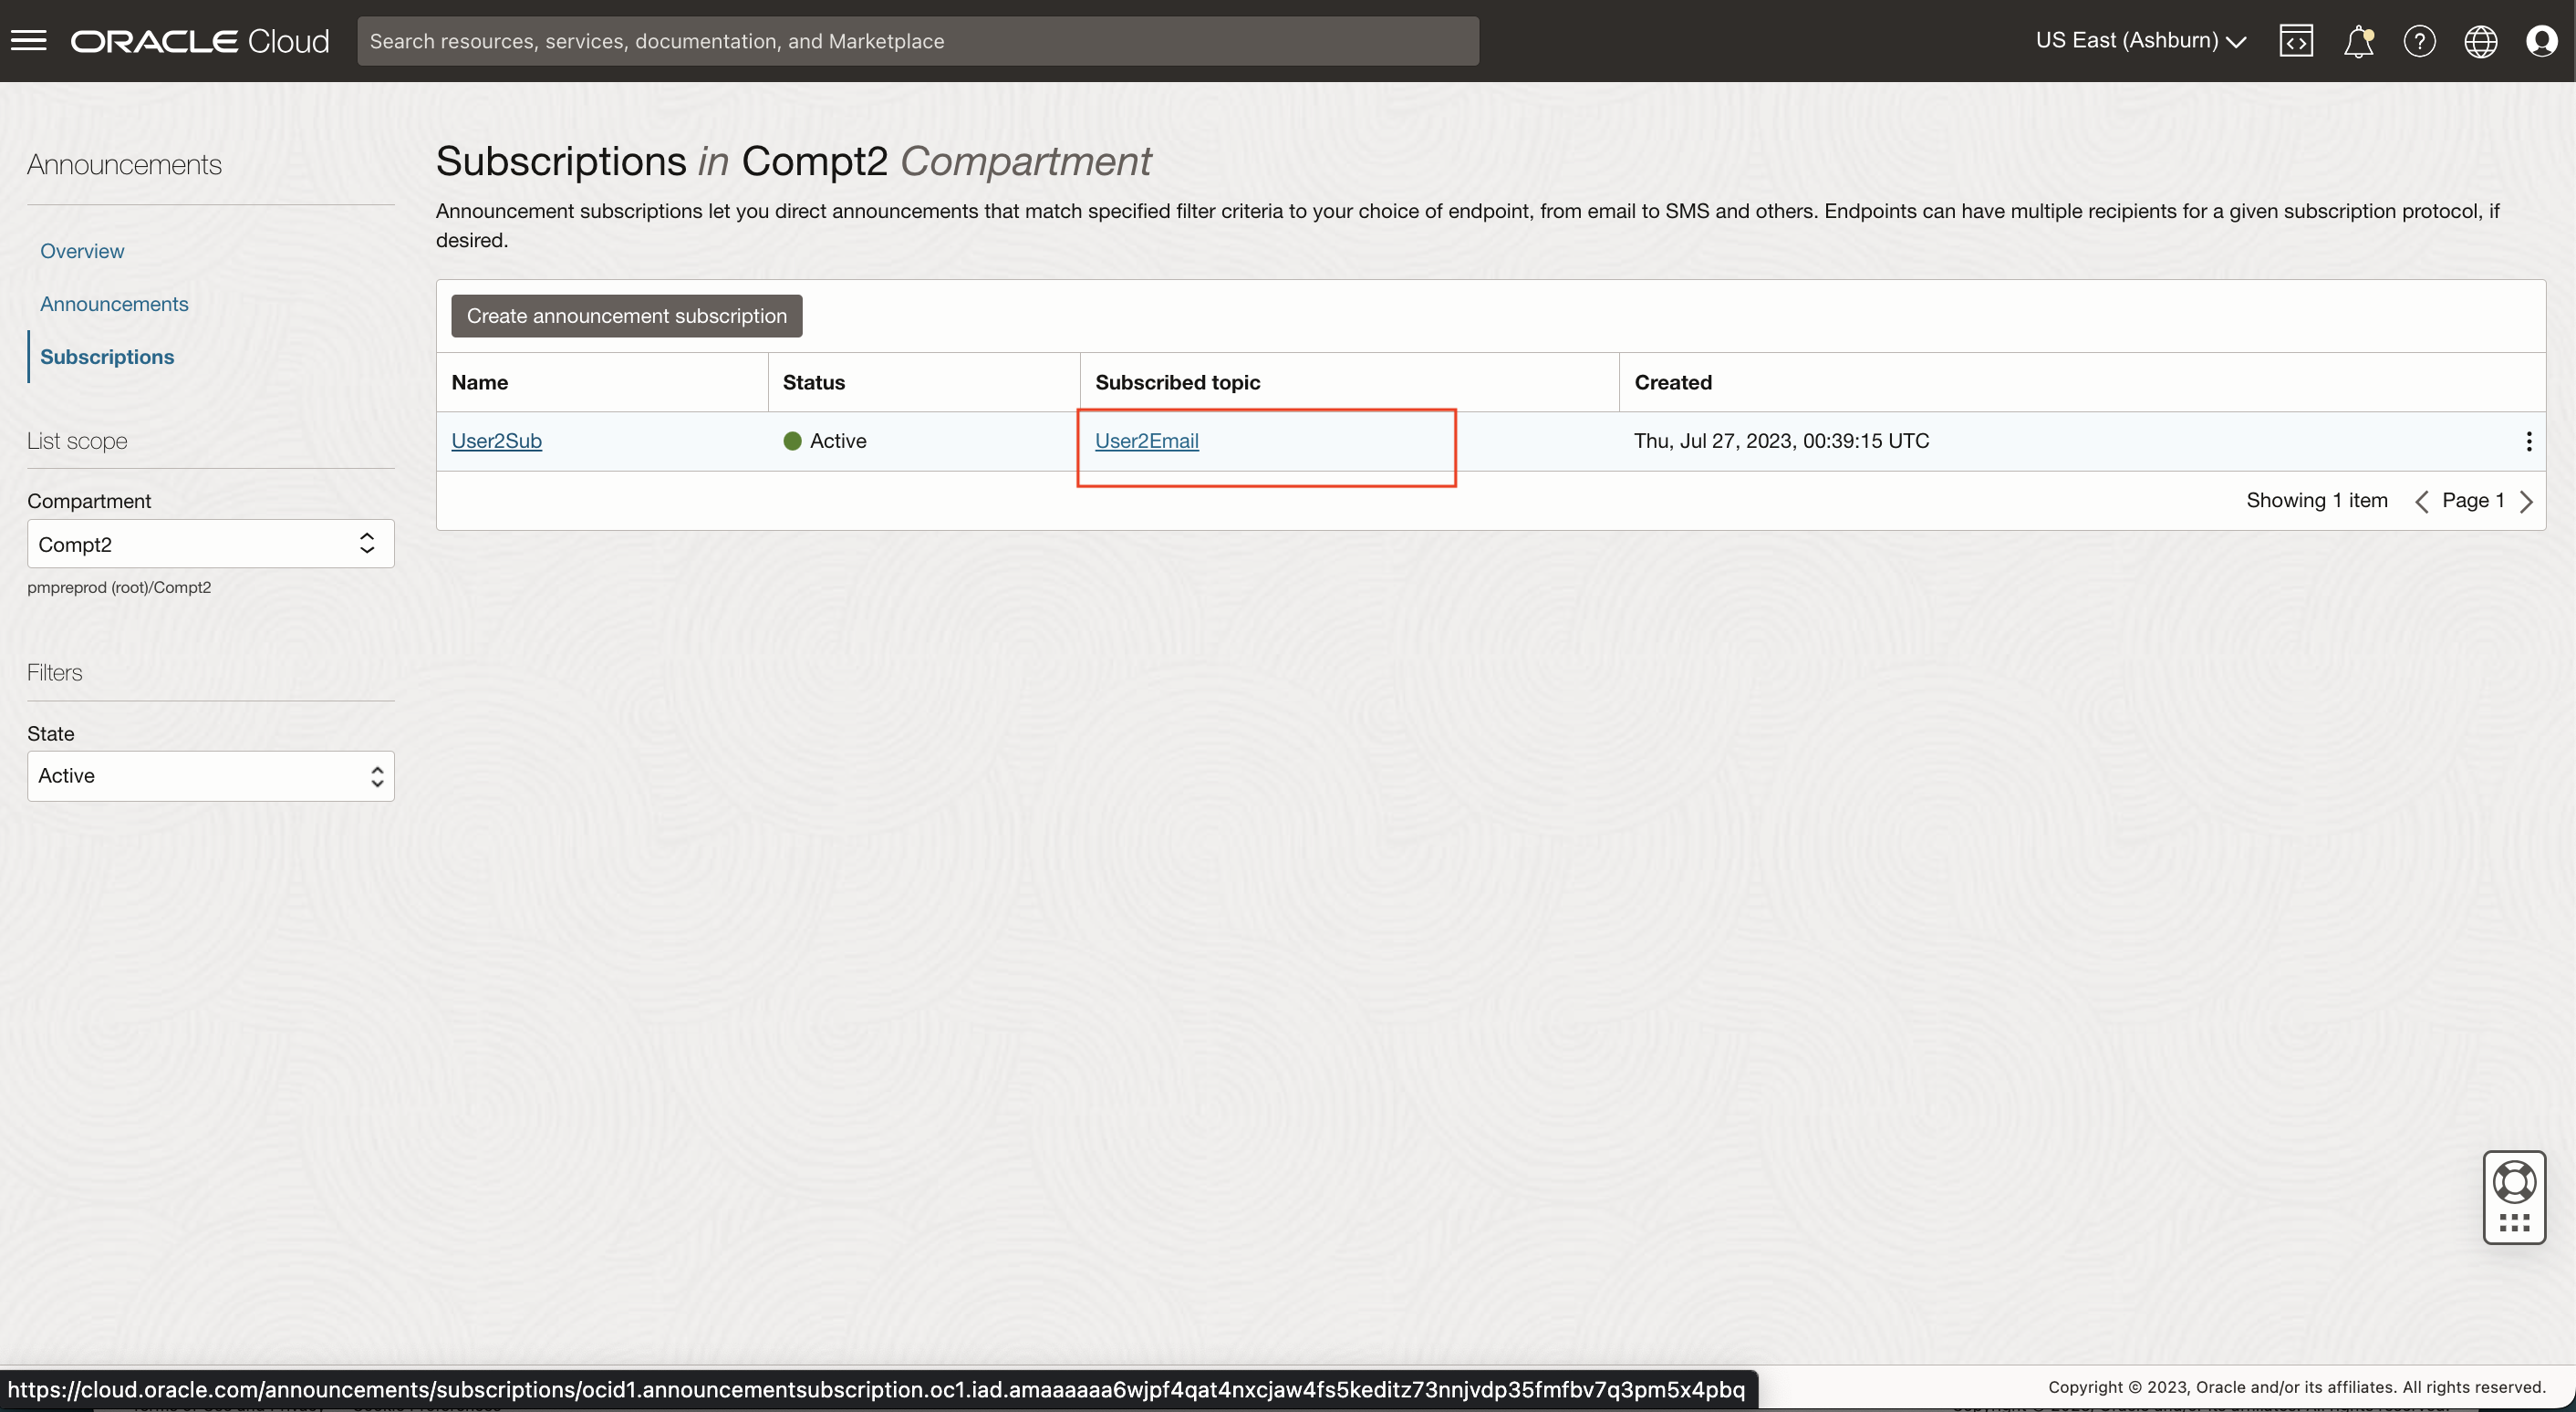 ORACLE Cloud
Search resources, services, documentation, and Marketplace
US East (Ashburn)
Announcements
Overview
Announcements
Subscriptions
List scope
Compartment
Compt2
pmpreprod (root)/Compt2
Filters
State
Active
Subscriptions in Compt2 Compartment
Announcement subscriptions let you direct announcements that match specified filter criteria to your choice of endpoint, from email to SMS and others. Endpoints can have multiple recipients for a given subscription protocol, if
desired.
Create announcement subscription
Name Status Subscribed topic Created
User2Sub Active User2Email Thu, Jul 27, 2023, 00:39:15 UTC
Showing 1 item Page 1
https://cloud.oracle.com/announcements/subscriptions/ocid1.announcementsubscription.oc1.iad.amaaaaaa6wjpf4qat4nxcjaw4fs5keditz73nnjvdp35fmfbv7q3pm5x4pbq
Copyright © 2023, Oracle and/or its affiliates. All rights reserved.